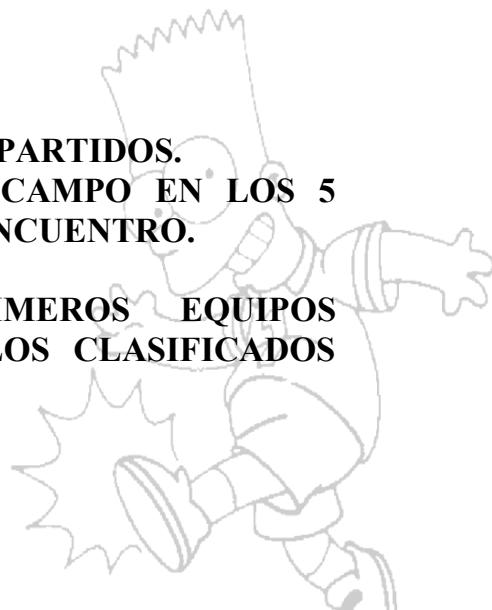 PARTIDOS.
CAMPO EN LOS 5
NCUENTRO.
IMEROS EQUIPOS
LOS CLASIFICADOS